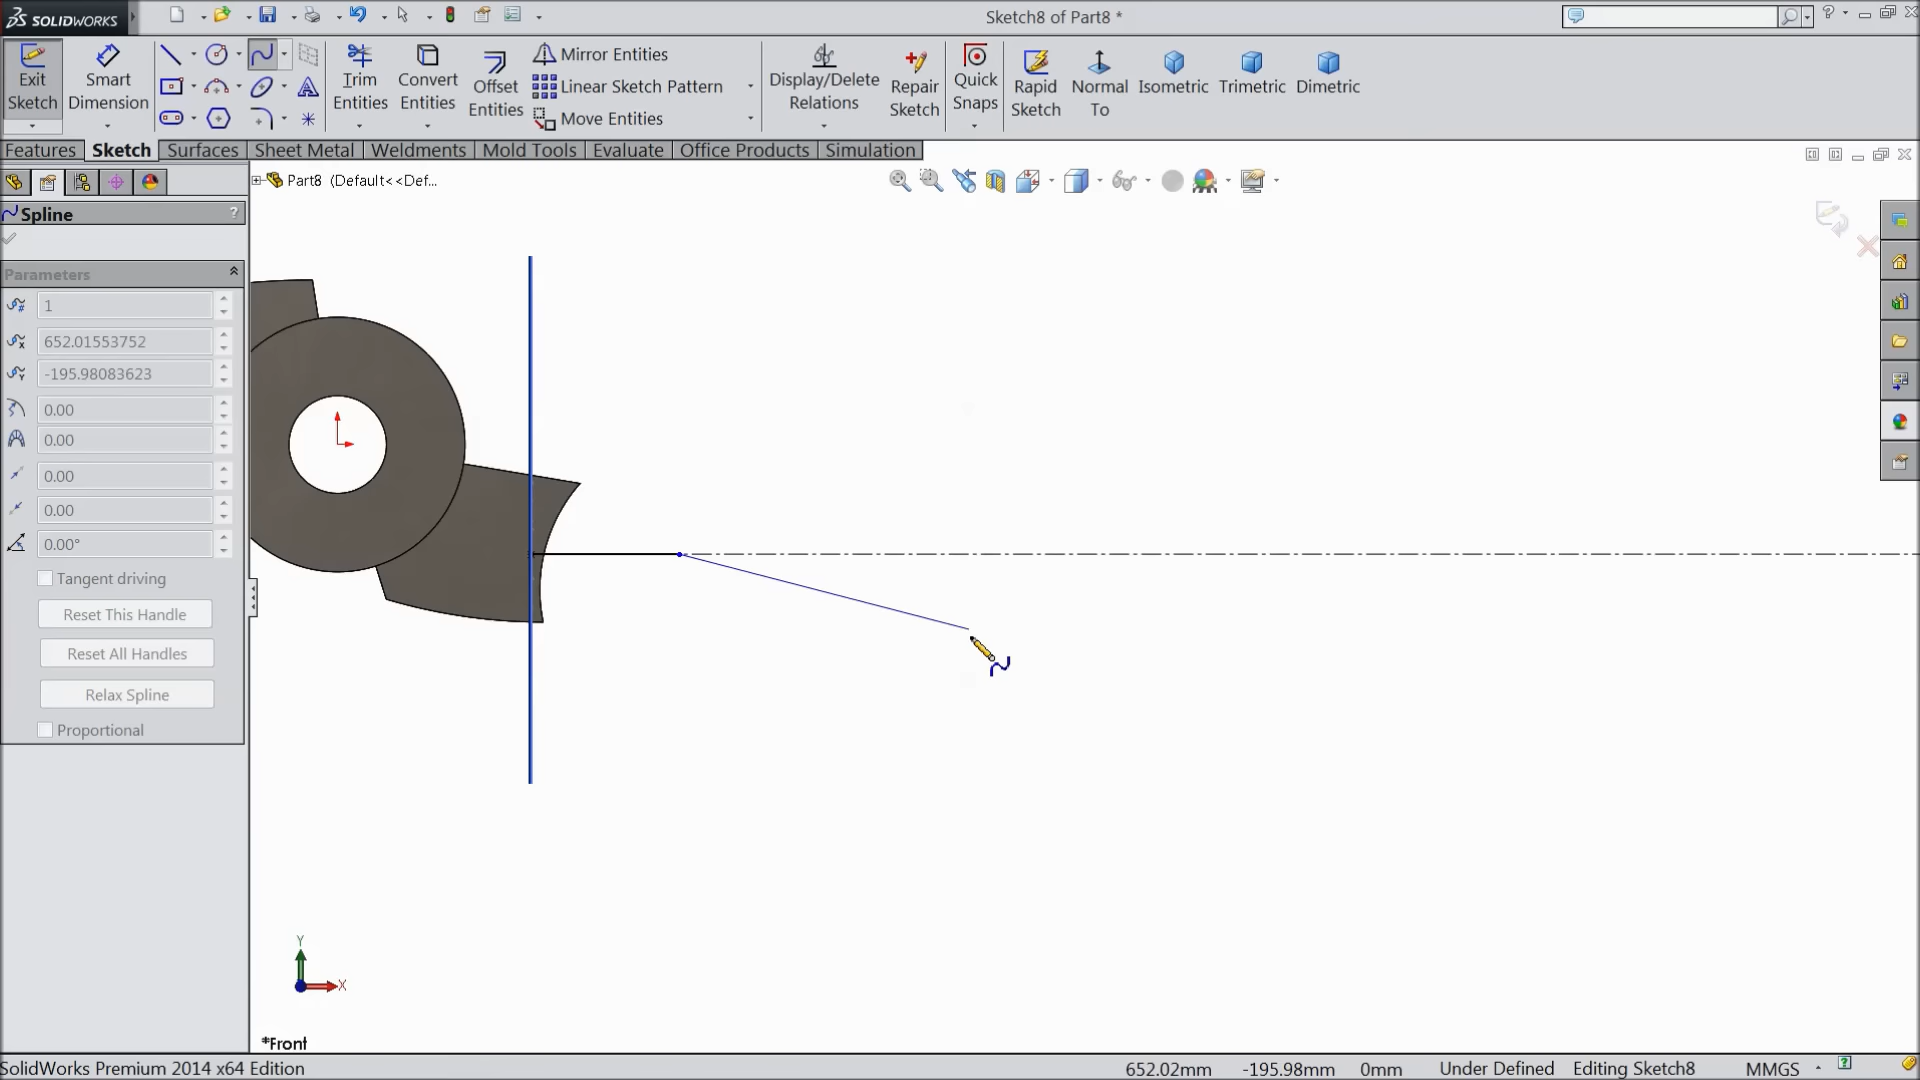 SOLIDWORKS
Sketch8 of Part8 *
Exit Sketch
Smart Dimension
Trim Entities
Convert Entities
Offset Entities
Mirror Entities
Linear Sketch Pattern
Move Entities
Display/Delete Relations
Repair Sketch
Quick Snaps
Rapid Sketch
Normal To
Isometric
Trimetric
Dimetric
Features Sketch Surfaces Sheet Metal Weldments Mold Tools Evaluate Office Products Simulation
Part8 (Default<<Def...
Spline ?
Parameters
1
652.01553752
-195.98083623
0.00
0.00
0.00
0.00
0.00°
Tangent driving
Reset This Handle
Reset All Handles
Relax Spline
Proportional
Y
X
*Front
SolidWorks Premium 2014 x64 Edition 652.02mm -195.98mm 0mm Under Defined Editing Sketch8 MMGS